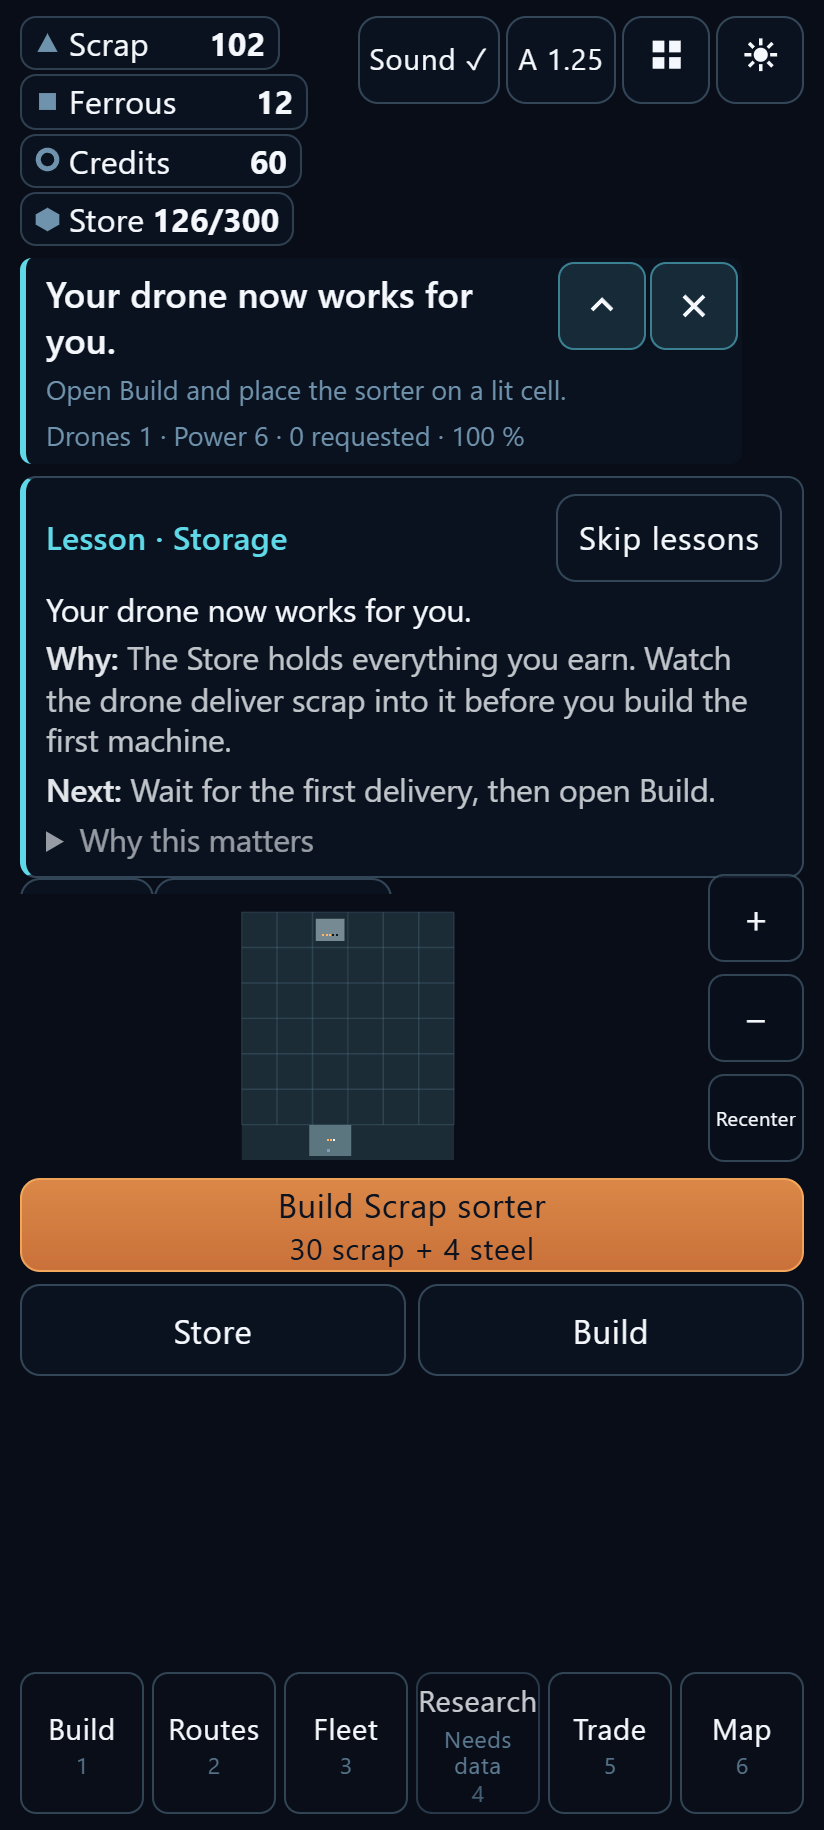 Scrap 102
Sound ✓
A 1.25
Ferrous 12
Credits 60
Store 126/300
Your drone now works for
you.
Open Build and place the sorter on a lit cell.
Drones 1 · Power 6 · 0 requested · 100 %
Lesson · Storage
Skip lessons
Your drone now works for you.
Why: The Store holds everything you earn. Watch
the drone deliver scrap into it before you build the
first machine.
Next: Wait for the first delivery, then open Build.
Why this matters
+
−
Recenter
Build Scrap sorter
30 scrap + 4 steel
Store
Build
Build
1
Routes
2
Fleet
3
Research
Needs
data
4
Trade
5
Map
6